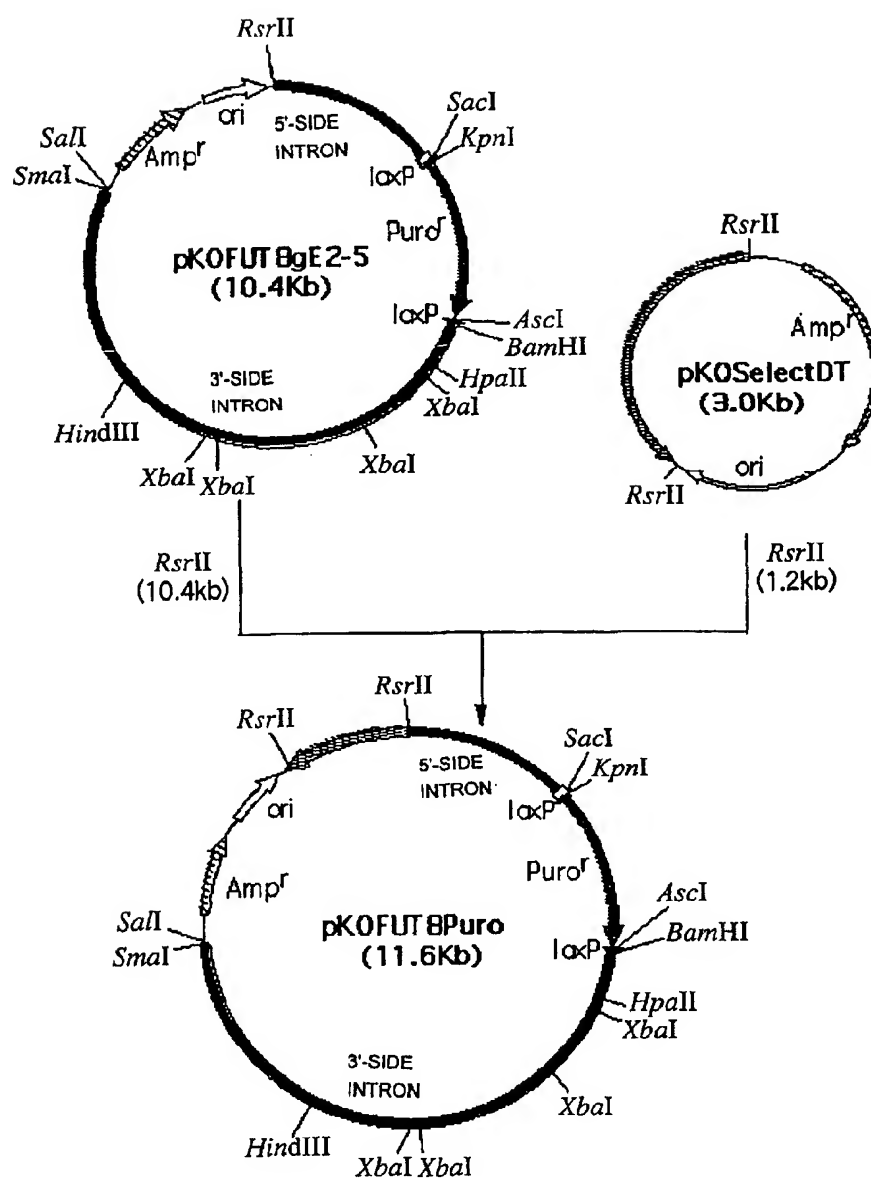 RsrII
ori
Ampr
SalI
SmaI
5'-SIDE
INTRON
SacI
KpnI
loxP
Puror
pKOFUT8gE2-5
(10.4Kb)
loxP
AscI
BamHI
HpaII
XbaI
3'-SIDE
INTRON
HindIII
XbaI
XbaI
XbaI
RsrII
Ampr
pKOSelectDT
(3.0Kb)
RsrII
ori
RsrII
(10.4kb)
RsrII
(1.2kb)
RsrII
RsrII
ori
Ampr
SalI
SmaI
5'-SIDE
INTRON
SacI
KpnI
loxP
Puror
pKOFUT8Puro
(11.6Kb)
loxP
AscI
BamHI
HpaII
XbaI
3'-SIDE
INTRON
XbaI
HindIII
XbaI XbaI